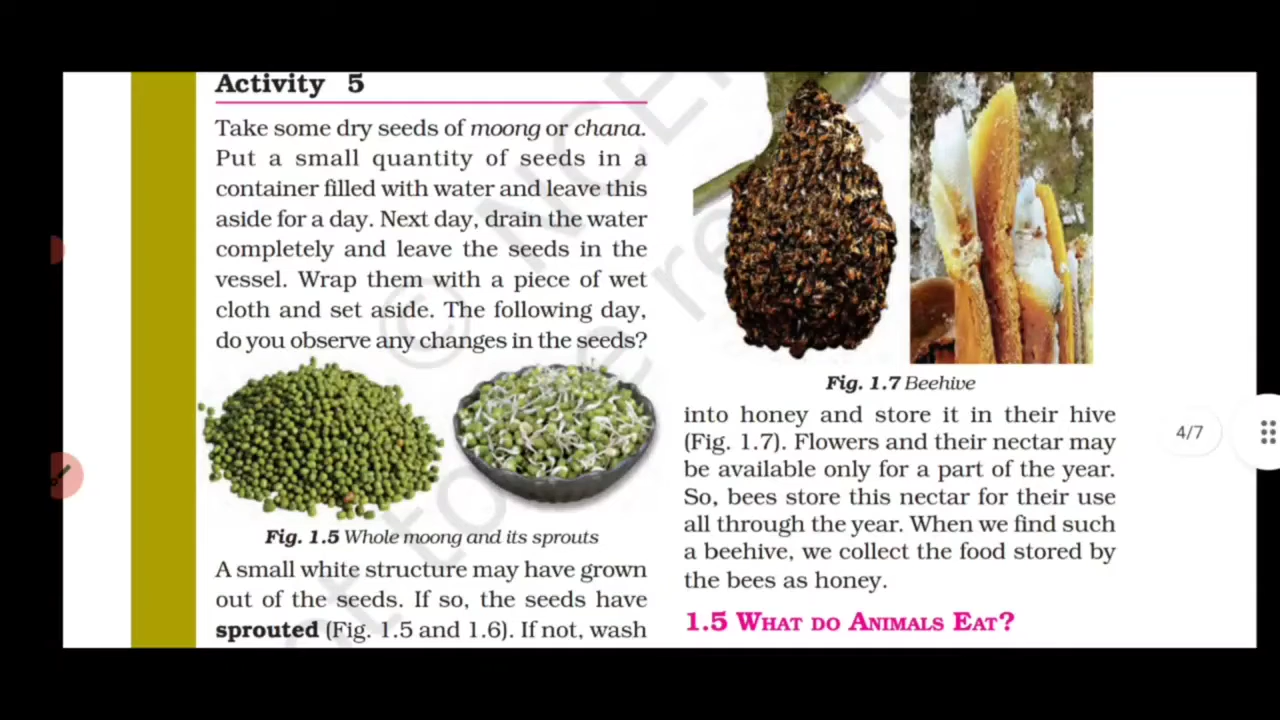 Activity 5
Take some dry seeds of moong or chana.
Put a small quantity of seeds in a
container filled with water and leave this
aside for a day. Next day, drain the water
completely and leave the seeds in the
vessel. Wrap them with a piece of wet
cloth and set aside. The following day,
do you observe any changes in the seeds?
Fig. 1.5 Whole moong and its sprouts
A small white structure may have grown
out of the seeds. If so, the seeds have
sprouted (Fig. 1.5 and 1.6). If not, wash
Fig. 1.7 Beehive
into honey and store it in their hive
(Fig. 1.7). Flowers and their nectar may
be available only for a part of the year.
So, bees store this nectar for their use
all through the year. When we find such
a beehive, we collect the food stored by
the bees as honey.
1.5 WHAT DO ANIMALS EAT?
4/7